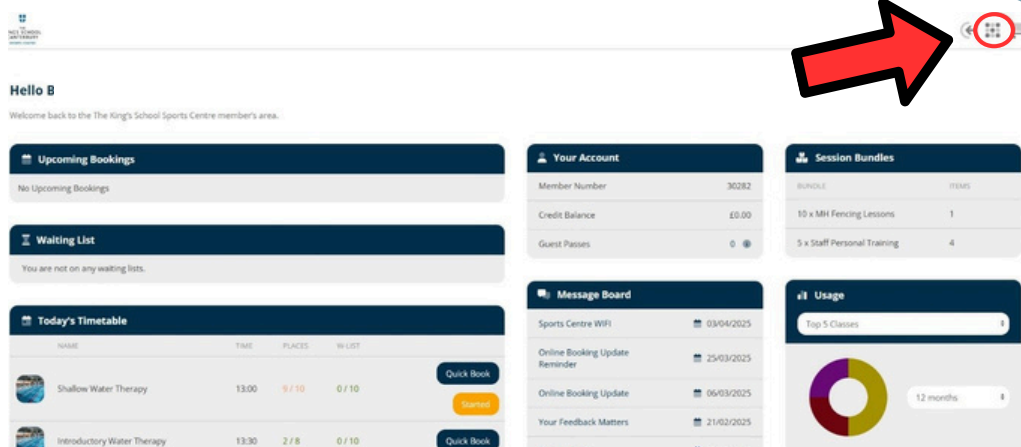 THE
SCHOOL
CANTERBURY
SPORTS CENTRE
Hello B
Welcome back to the The King's School Sports Centre member's area.
Upcoming Bookings
No Upcoming Bookings
Waiting List
You are not on any waiting lists.
Today's Timetable
NAME TIME PLACES W-LIST
Shallow Water Therapy 13:00 9 / 10 0 / 10 Quick Book
Started
Introductory Water Therapy 13:30 2 / 8 0 / 10 Quick Book
Your Account
Member Number 30282
Credit Balance £0.00
Guest Passes 0
Message Board
Sports Centre WIFI 03/04/2025
Online Booking Update
Reminder 25/03/2025
Online Booking Update 06/03/2025
Your Feedback Matters 21/02/2025
Session Bundles
BUNDLE ITEMS
10 x MH Fencing Lessons 1
5 x Staff Personal Training 4
Usage
Top 5 Classes
12 months